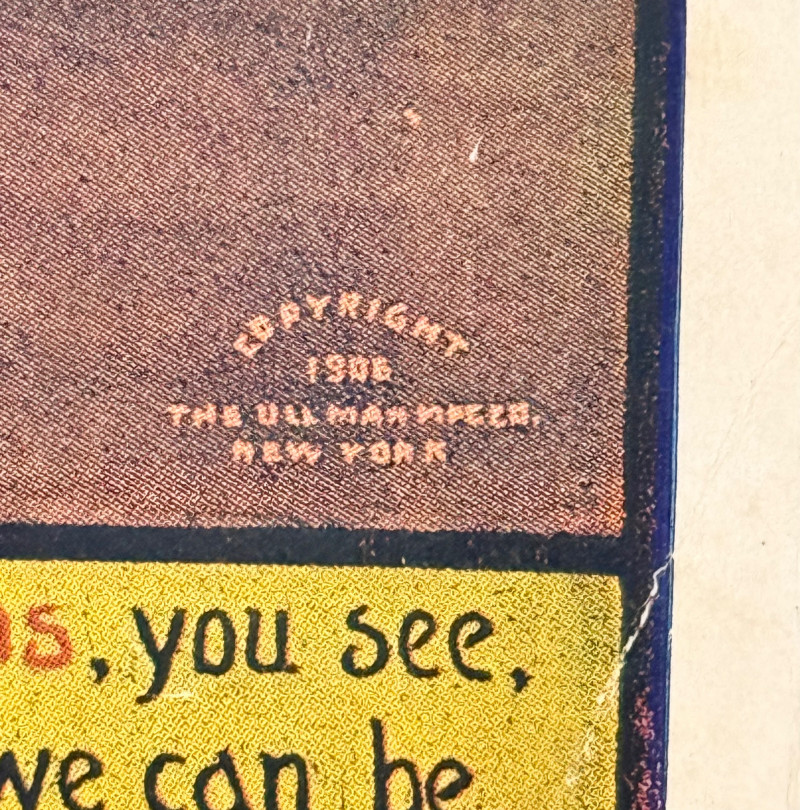 COPYRIGHT
1906
THE ULLMAN MFG CO.
NEW YORK
s, you see,
we can be